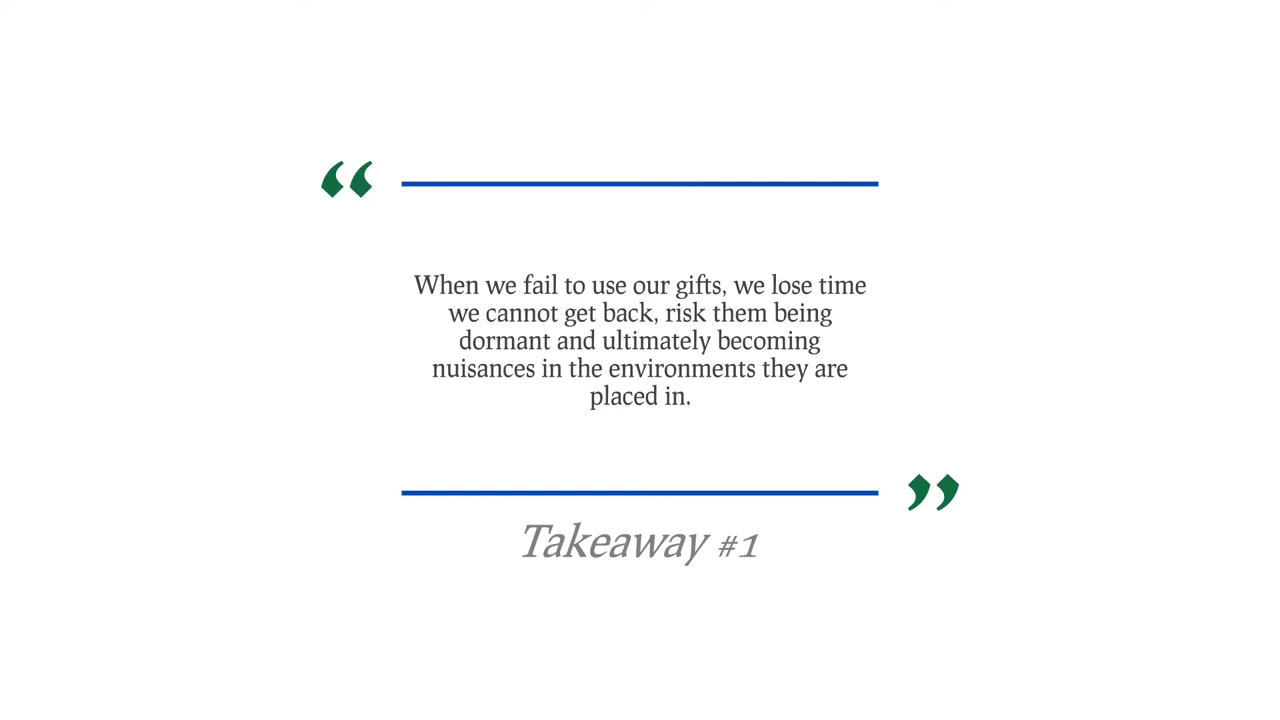 “
When we fail to use our gifts, we lose time
we cannot get back, risk them being
dormant and ultimately becoming
nuisances in the environments they are
placed in.
”
Takeaway #1